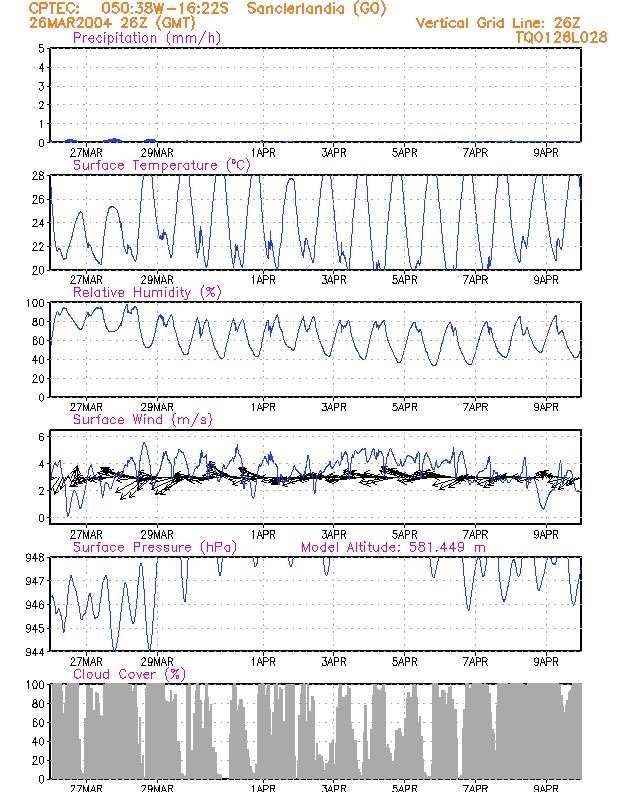 CPTEC: 050:38W-16:22S Sanclerlandia (GO)
26MAR2004 26Z (GMT) Vertical Grid Line: 26Z
Precipitation (mm/h) TQ0126L028
5
4
3
2
1
0
27MAR 29MAR 1APR 3APR 5APR 7APR 9APR
Surface Temperature (°C)
28
26
24
22
20
27MAR 29MAR 1APR 3APR 5APR 7APR 9APR
Relative Humidity (%)
100
80
60
40
20
0
27MAR 29MAR 1APR 3APR 5APR 7APR 9APR
Surface Wind (m/s)
6
4
2
0
27MAR 29MAR 1APR 3APR 5APR 7APR 9APR
Surface Pressure (hPa) Model Altitude: 581.449 m
948
947
946
945
944
27MAR 29MAR 1APR 3APR 5APR 7APR 9APR
Cloud Cover (%)
100
80
60
40
20
0
27MAR 29MAR 1APR 3APR 5APR 7APR 9APR